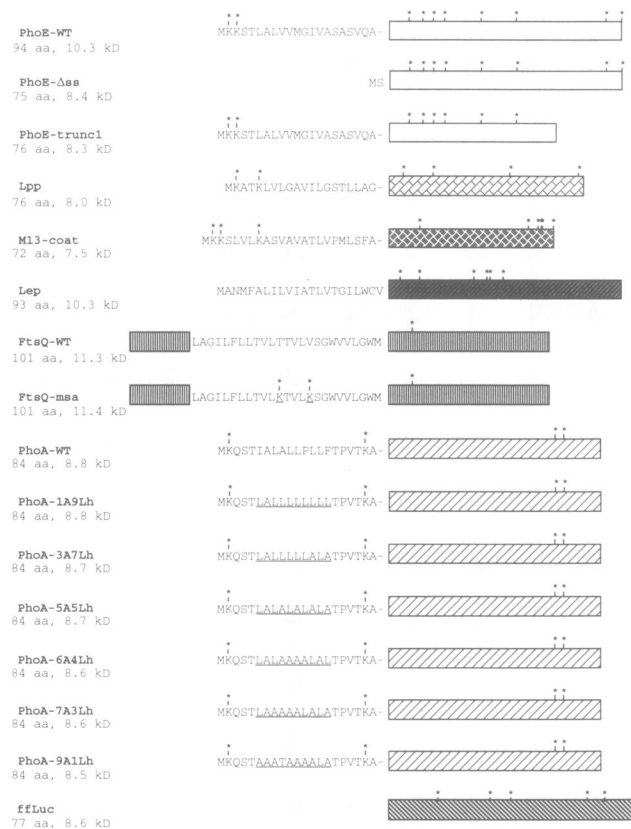 PhoE-WT MKKSTLALVVMGIVASASVQA-
94 aa, 10.3 kD
PhoE-Δss MS
75 aa, 8.4 kD
PhoE-trunc1 MKKSTLALVVMGIVASASVQA-
76 aa, 8.3 kD
Lpp MKATKLVLGAVILGSTLLAG-
76 aa, 8.0 kD
M13-coat MKKSLVLKASVAVATLVPMLSFA-
72 aa, 7.5 kD
Lep MANMFALILVIATLVTGILWCV
93 aa, 10.3 kD
FtsQ-WT LAGILFLLTVLTTVLVSGWVVLGWM
101 aa, 11.3 kD
FtsQ-msa LAGILFLLTVLKTVLKSGWVVLGWM
101 aa, 11.4 kD
PhoA-WT MKQSTIALALLPLLFTPVTKA-
84 aa, 8.8 kD
PhoA-1A9Lh MKQSTLALLLLLLLLTPVTKA-
84 aa, 8.8 kD
PhoA-3A7Lh MKQSTLALLLLLALATPVTKA-
84 aa, 8.7 kD
PhoA-5A5Lh MKQSTLALALALALATPVTKA-
84 aa, 8.7 kD
PhoA-6A4Lh MKQSTLALAAAALALTPVTKA-
84 aa, 8.6 kD
PhoA-7A3Lh MKQSTLAAAAALALATPVTKA-
84 aa, 8.6 kD
PhoA-9A1Lh MKQSTAAATAAAALATPVTKA-
84 aa, 8.5 kD
ffLuc
77 aa, 8.6 kD